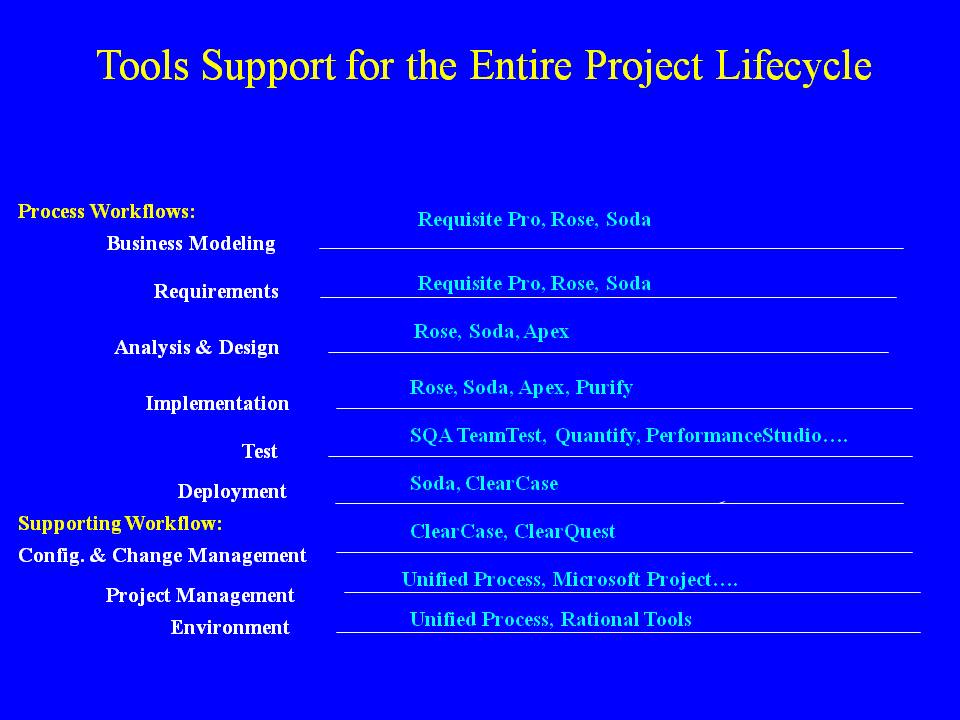 Tools Support for the Entire Project Lifecycle
Process Workflows:
Requisite Pro, Rose, Soda
Business Modeling
Requisite Pro, Rose, Soda
Requirements
Rose, Soda, Apex
Analysis & Design
Rose, Soda, Apex, Purify
Implementation
SQA TeamTest, Quantify, PerformanceStudio….
Test
Soda, ClearCase
Deployment
Supporting Workflow:
ClearCase, ClearQuest
Config. & Change Management
Unified Process, Microsoft Project….
Project Management
Unified Process, Rational Tools
Environment